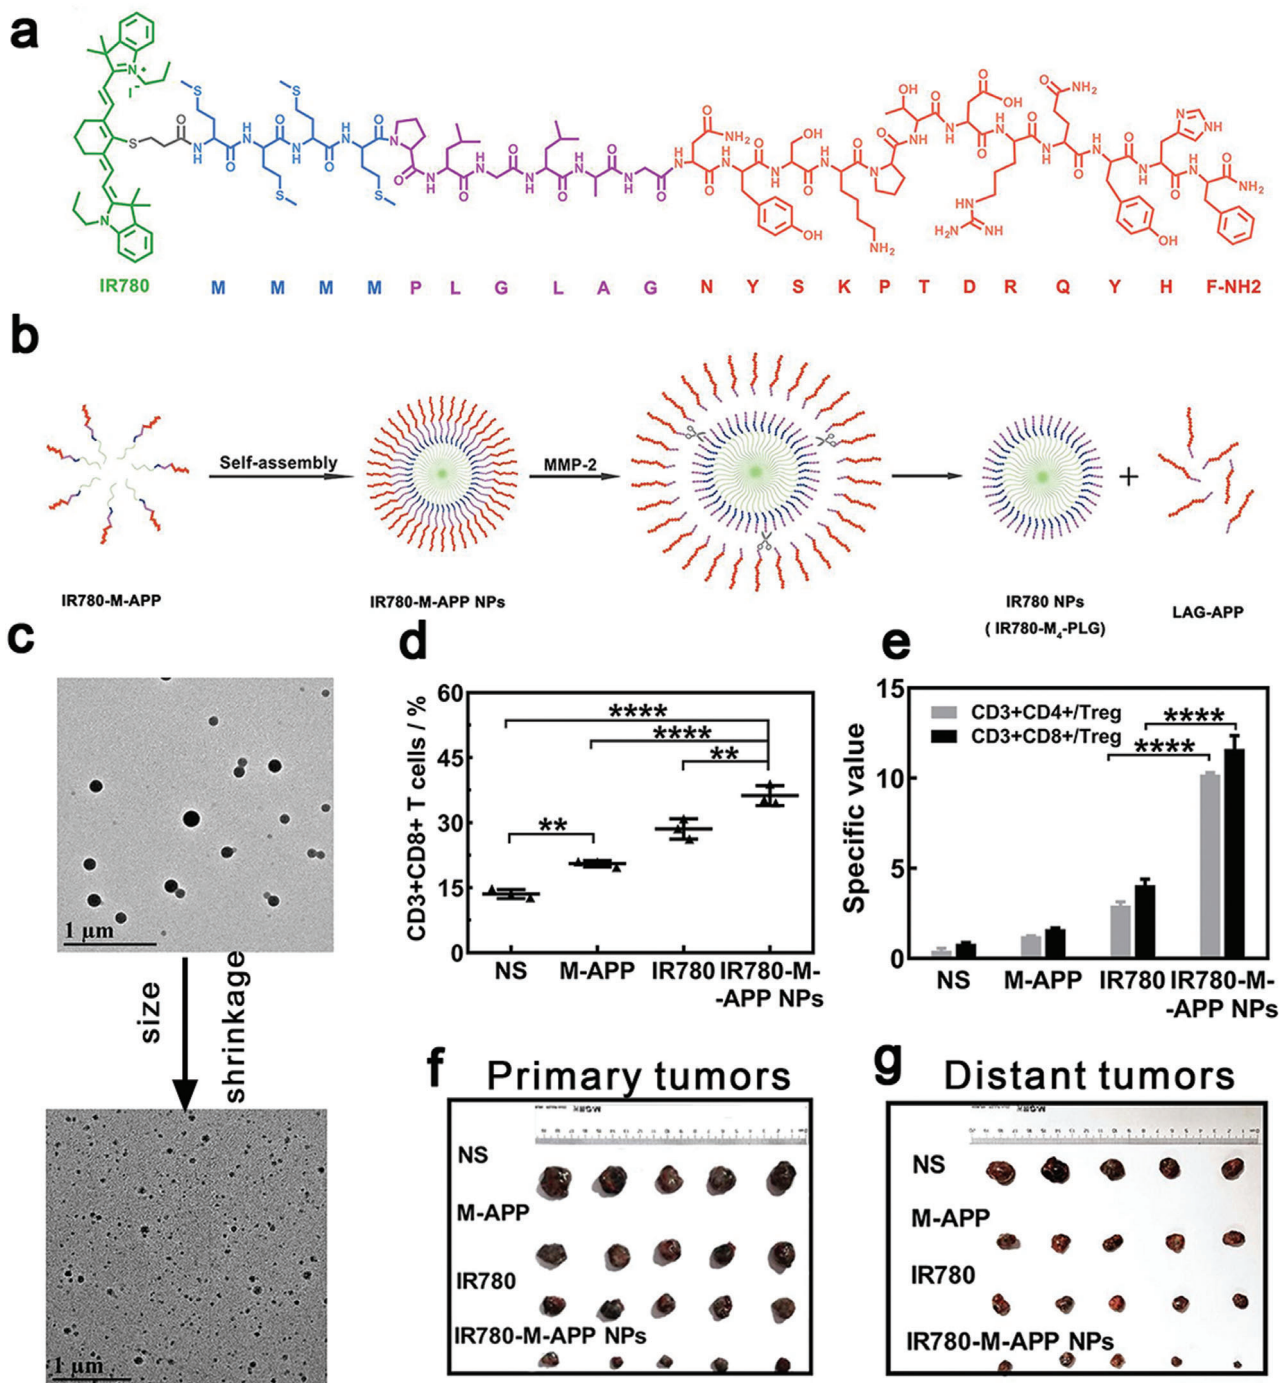 a
IR780
M M M M P L G L A G N Y S K P T D R Q Y H F-NH2
b
Self-assembly
MMP-2
+
IR780-M-APP
IR780-M-APP NPs
IR780 NPs
( IR780-M4-PLG)
LAG-APP
c
1 μm
size
shrinkage
1 μm
d
CD3+CD8+ T cells / %
60
45
30
15
0
****
****
**
**
NS M-APP IR780 IR780-M-
-APP NPs
e
Specific value
15
10
5
0
CD3+CD4+/Treg
CD3+CD8+/Treg
****
****
NS M-APP IR780 IR780-M-
-APP NPs
f Primary tumors
NS
M-APP
IR780
IR780-M-APP NPs
g Distant tumors
NS
M-APP
IR780
IR780-M-APP NPs